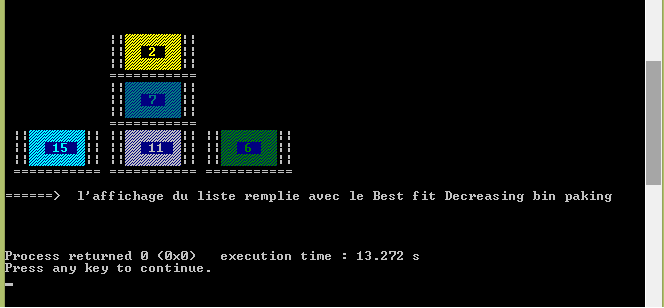 2
===========
7
===========
15 11 6
=========== =========== ===========
======>  l'affichage du liste remplie avec le Best fit Decreasing bin paking
Process returned 0 (0x0)   execution time : 13.272 s
Press any key to continue.